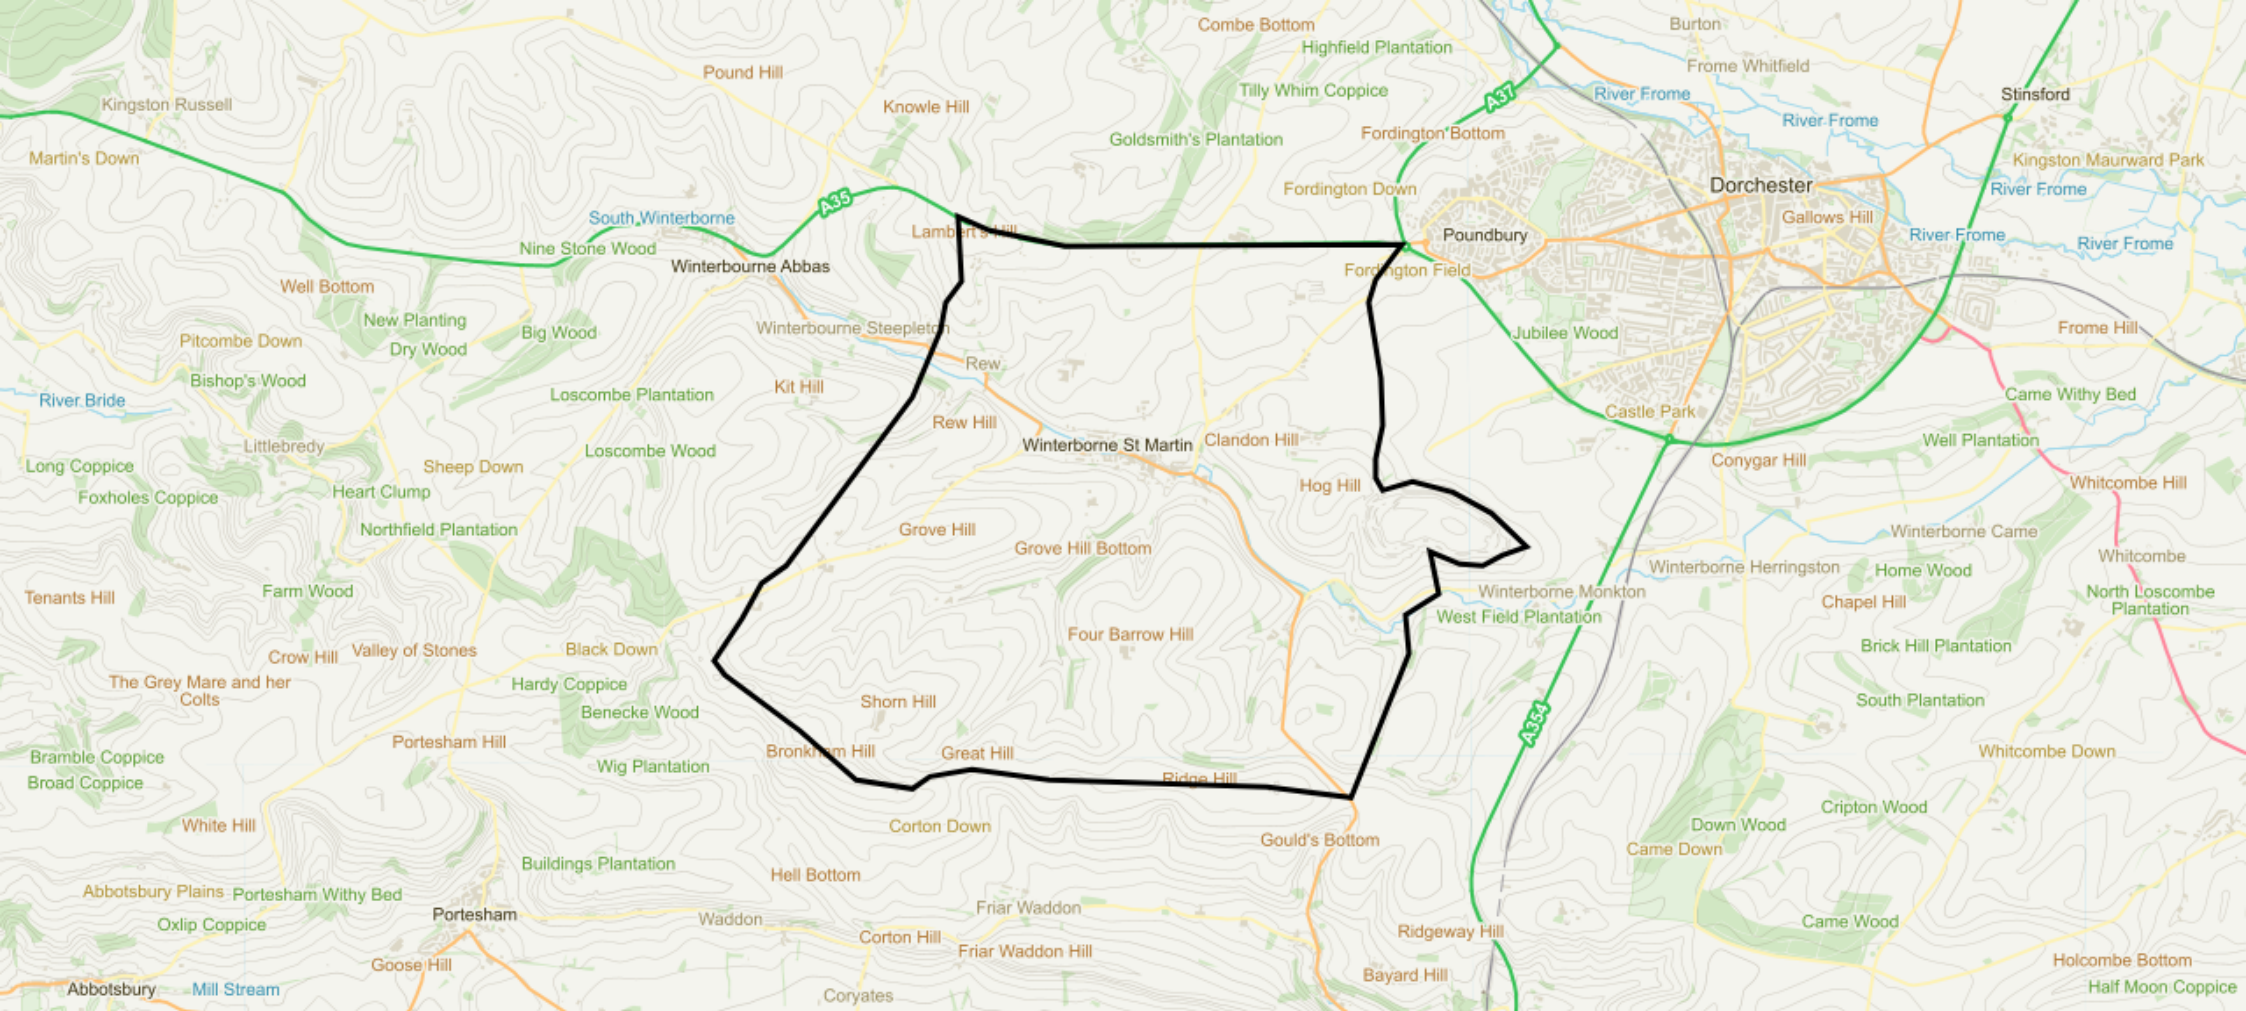 Combe Bottom
Burton
Highfield Plantation
Frome Whitfield
Pound Hill
Tilly Whim Coppice
A37
River Frome
Stinsford
Kingston Russell
Knowle Hill
River Frome
Fordington Bottom
Goldsmith's Plantation
Martin's Down
Kingston Maurward Park
Fordington Down
Dorchester
River Frome
A35
South Winterborne
Gallows Hill
Lambert's Hill
Poundbury
River Frome
River Frome
Nine Stone Wood
Winterbourne Abbas
Fordington Field
Well Bottom
New Planting
Winterbourne Steepleton
Big Wood
Jubilee Wood
Frome Hill
Pitcombe Down
Dry Wood
Rew
Bishop's Wood
Kit Hill
Loscombe Plantation
Came Withy Bed
River Bride
Castle Park
Rew Hill
Littlebredy
Winterborne St Martin
Clandon Hill
Well Plantation
Loscombe Wood
Long Coppice
Sheep Down
Conygar Hill
Hog Hill
Whitcombe Hill
Foxholes Coppice
Heart Clump
Northfield Plantation
Grove Hill
Winterborne Came
Grove Hill Bottom
Whitcombe
Winterborne Herringston
Home Wood
Tenants Hill
Farm Wood
Winterborne Monkton
North Loscombe
Plantation
Chapel Hill
West Field Plantation
Four Barrow Hill
Brick Hill Plantation
Crow Hill
Valley of Stones
Black Down
The Grey Mare and her
Colts
Hardy Coppice
South Plantation
Shorn Hill
Benecke Wood
A354
Portesham Hill
Bronkham Hill
Great Hill
Whitcombe Down
Bramble Coppice
Wig Plantation
Ridge Hill
Broad Coppice
Cripton Wood
White Hill
Corton Down
Down Wood
Gould's Bottom
Came Down
Buildings Plantation
Hell Bottom
Abbotsbury Plains
Portesham Withy Bed
Portesham
Waddon
Friar Waddon
Came Wood
Oxlip Coppice
Corton Hill
Ridgeway Hill
Friar Waddon Hill
Goose Hill
Holcombe Bottom
Bayard Hill
Abbotsbury
Mill Stream
Coryates
Half Moon Coppice